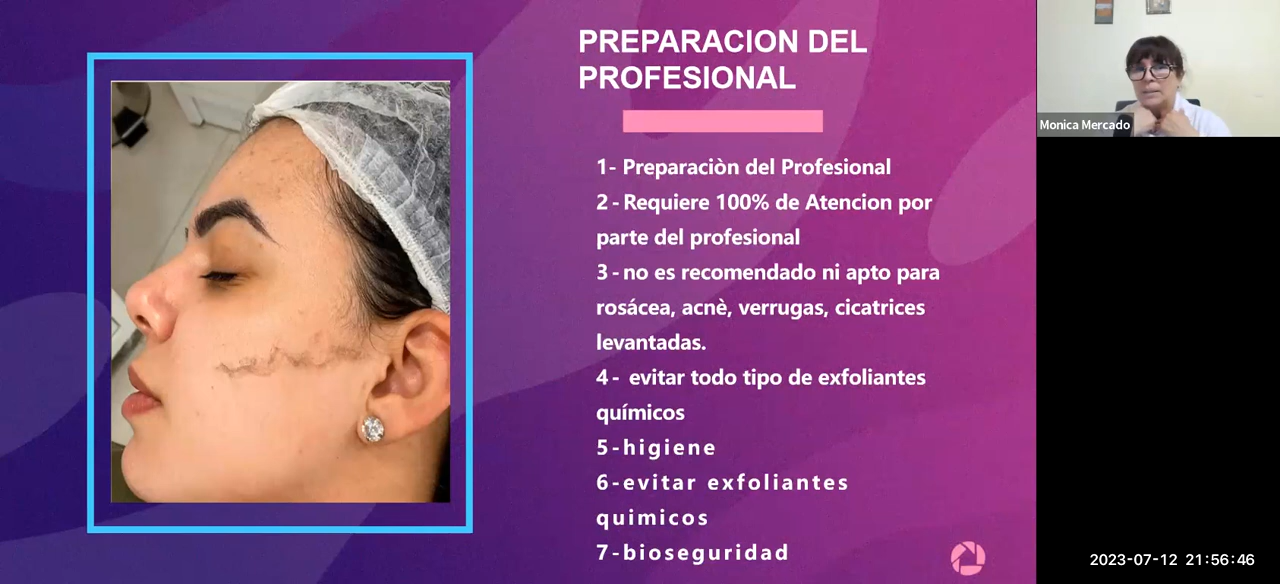 PREPARACION DEL
PROFESIONAL
1- Preparaciòn del Profesional
2 - Requiere 100% de Atencion por
parte del profesional
3 - no es recomendado ni apto para
rosácea, acnè, verrugas, cicatrices
levantadas.
4 - evitar todo tipo de exfoliantes
químicos
5-higiene
6-evitar exfoliantes
quimicos
7-bioseguridad
Monica Mercado
2023-07-12 21:56:46